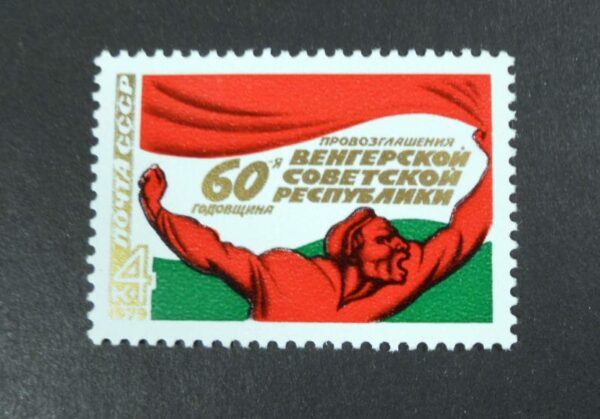 ПОЧТА СССР
4
к
1979
60-я
ГОДОВЩИНА
ПРОВОЗГЛАШЕНИЯ
ВЕНГЕРСКОЙ
СОВЕТСКОЙ
РЕСПУБЛИКИ